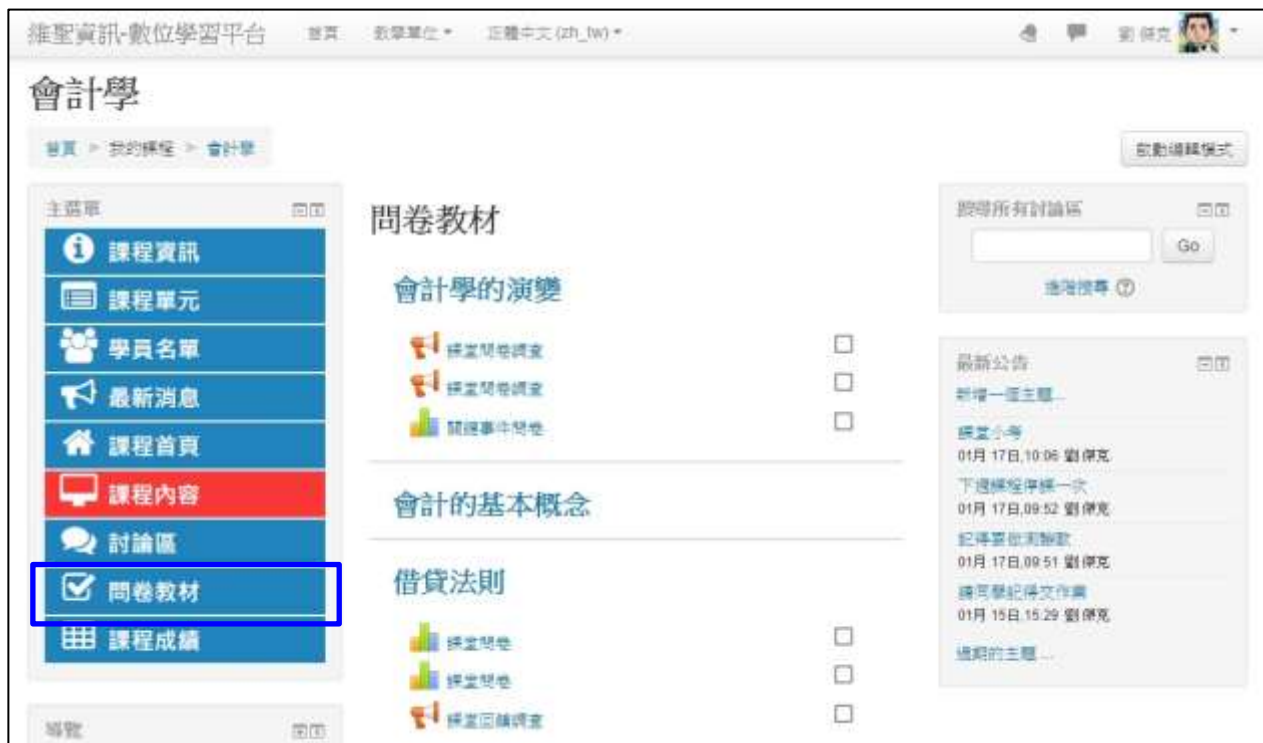 維聖資訊-數位學習平台 首頁 教學單位 正體中文 (zh_tw) 劉 傑克
會計學
首頁 > 我的課程 > 會計學
啟動編輯模式
主選單
課程資訊
課程單元
學員名單
最新消息
課程首頁
課程內容
討論區
問卷教材
課程成績
導覽
問卷教材
會計學的演變
課堂問卷調查
課堂問卷調查
關鍵事件問卷
會計的基本概念
借貸法則
課堂問卷
課堂問卷
課堂回饋調查
搜尋所有討論區
Go
進階搜尋
最新公告
新增一個主題...
課堂小考
01月 17日,10:06 劉傑克
下週課程停課一次
01月 17日,09:52 劉傑克
記得要做測驗歐
01月 17日,09:51 劉傑克
請同學記得交作業
01月 15日,15:29 劉傑克
過期的主題 ...